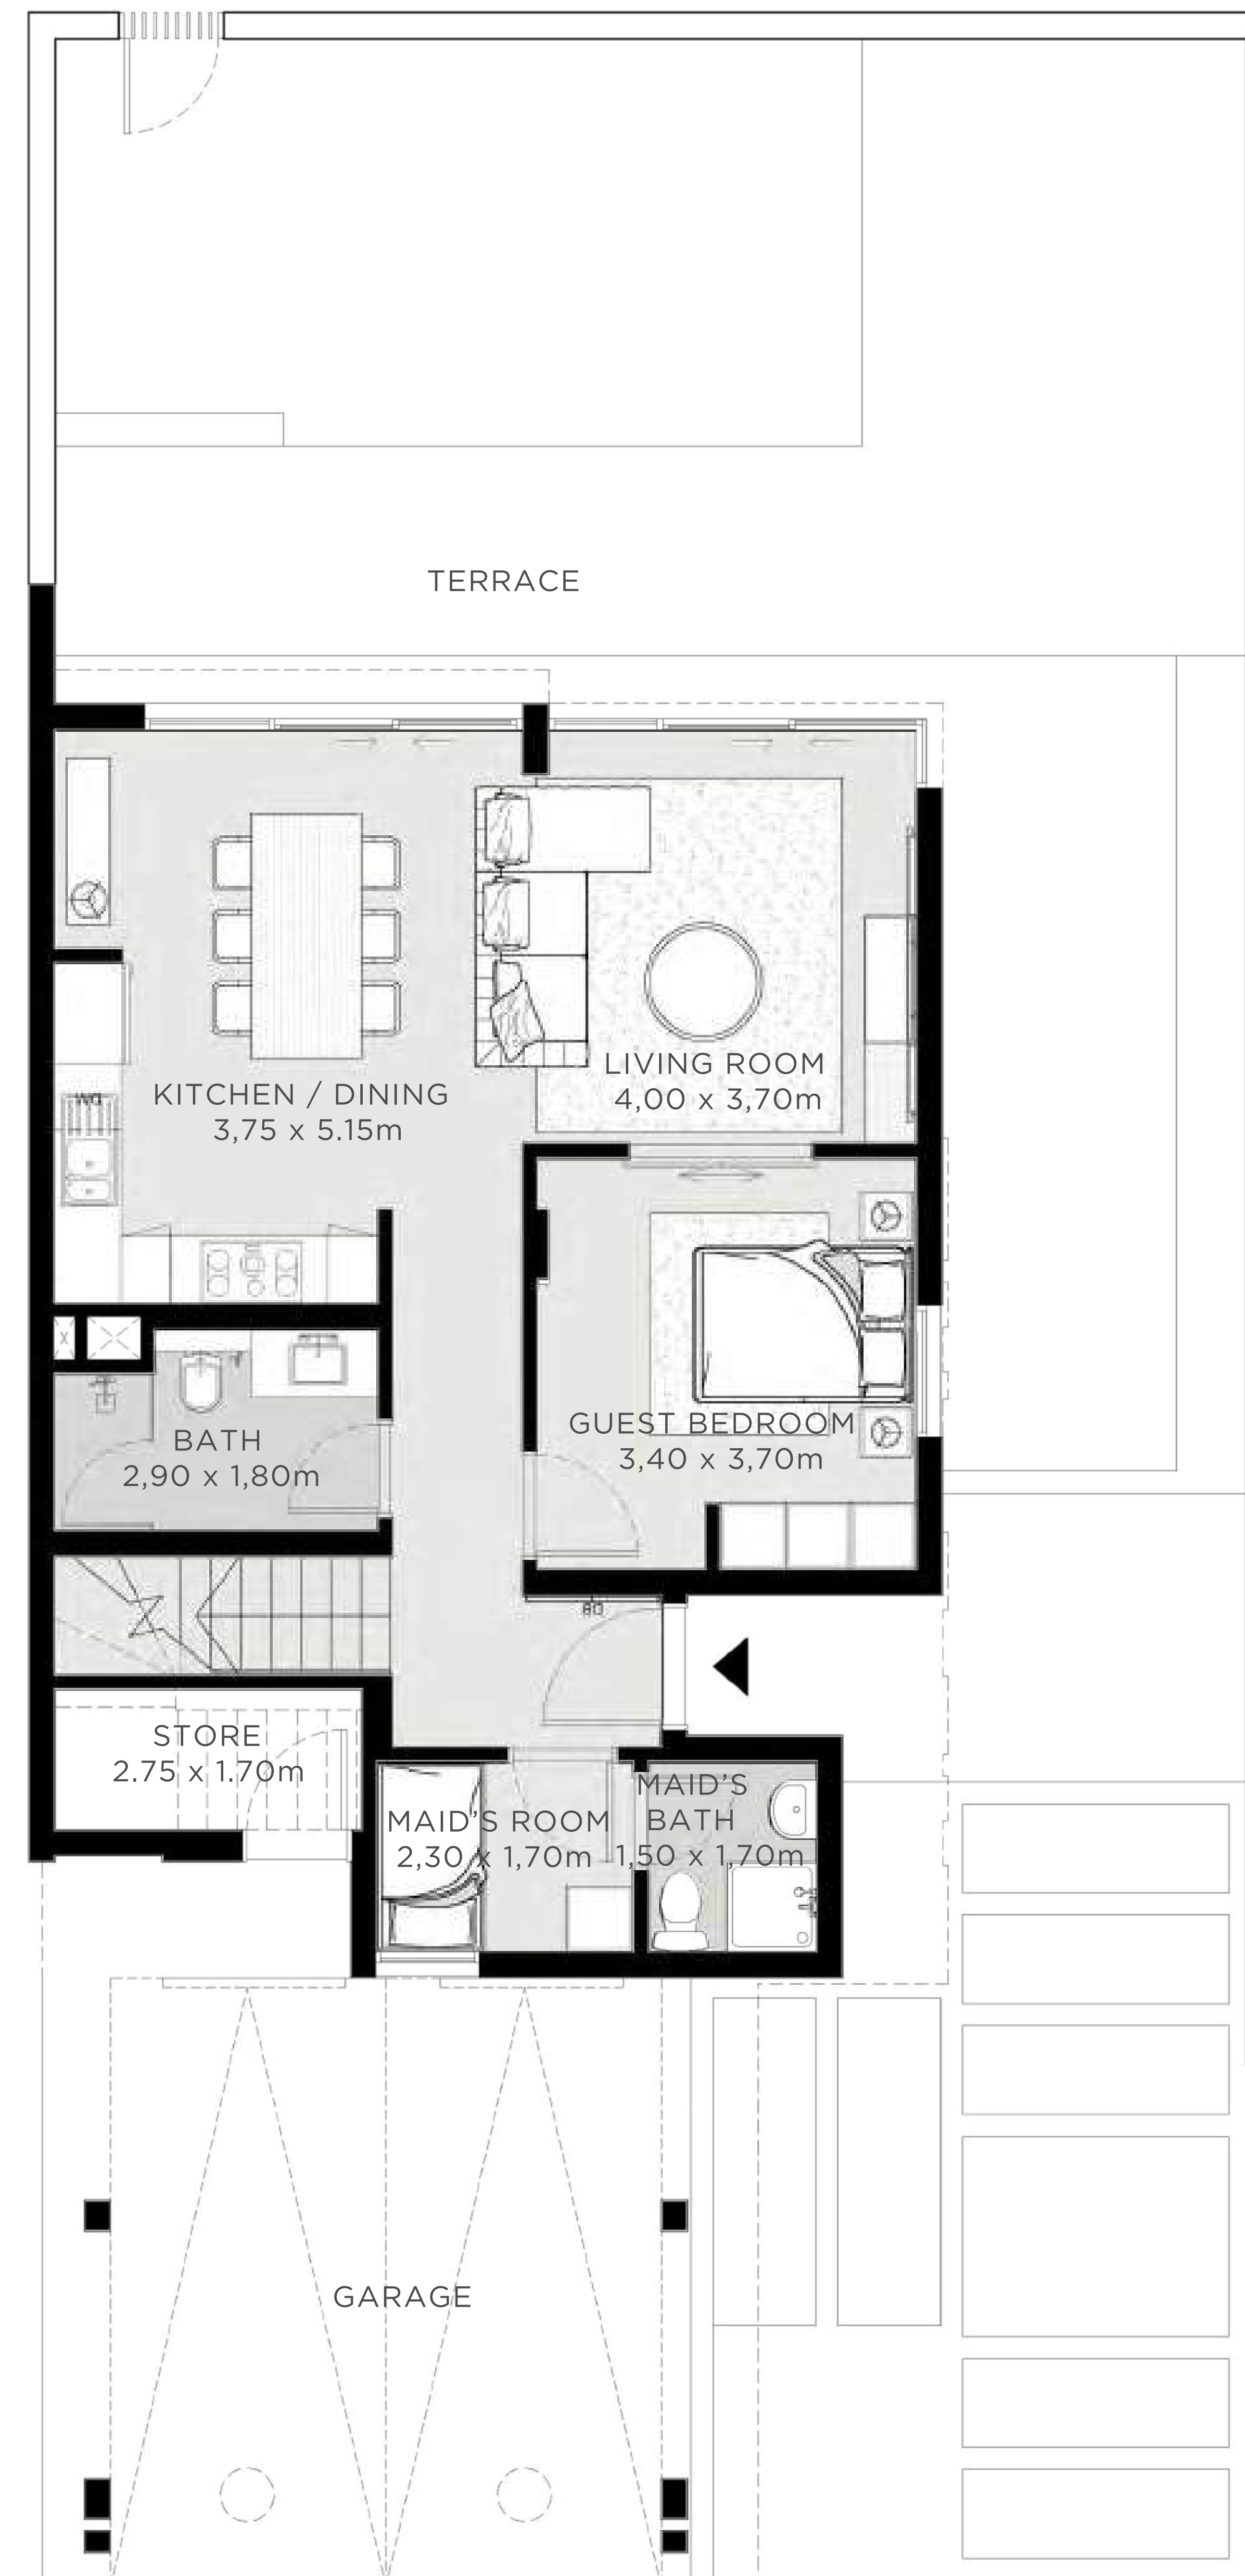 TERRACE
LIVING ROOM
4,00 x 3,70m
KITCHEN / DINING
3,75 x 5.15m
GUEST BEDROOM
3,40 x 3,70m
BATH
2,90 x 1,80m
DB
STORE
2.75 x 1.70m
MAID'S ROOM
2,30 x 1,70m
MAID'S
BATH
1,50 x 1,70m
GARAGE